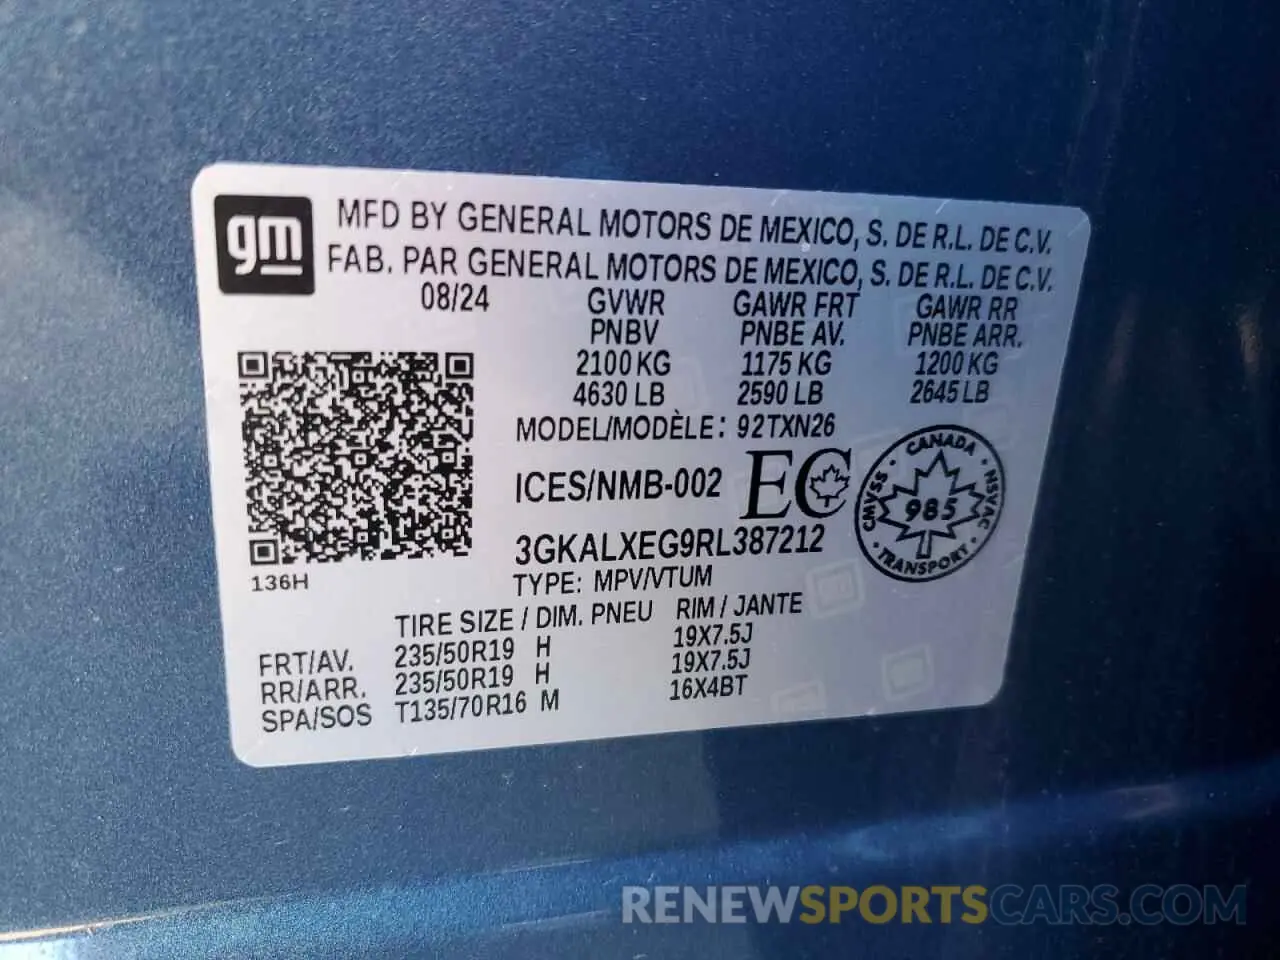 gm
MFD BY GENERAL MOTORS DE MEXICO, S. DE R.L. DE C.V.
FAB. PAR GENERAL MOTORS DE MEXICO, S. DE R.L. DE C.V.
08/24 GVWR GAWR FRT GAWR RR
PNBV PNBE AV. PNBE ARR.
2100 KG 1175 KG 1200 KG
4630 LB 2590 LB 2645 LB
MODEL/MODÈLE: 92TXN26
ICES/NMB-002 EC
CANADA
CMVSS · NSVAC
985
TRANSPORT
3GKALXEG9RL387212
136H
TYPE: MPV/VTUM
TIRE SIZE / DIM. PNEU RIM / JANTE
FRT/AV. 235/50R19 H 19X7.5J
RR/ARR. 235/50R19 H 19X7.5J
SPA/SOS T135/70R16 M 16X4BT
RENEWSPORTSCARS.COM